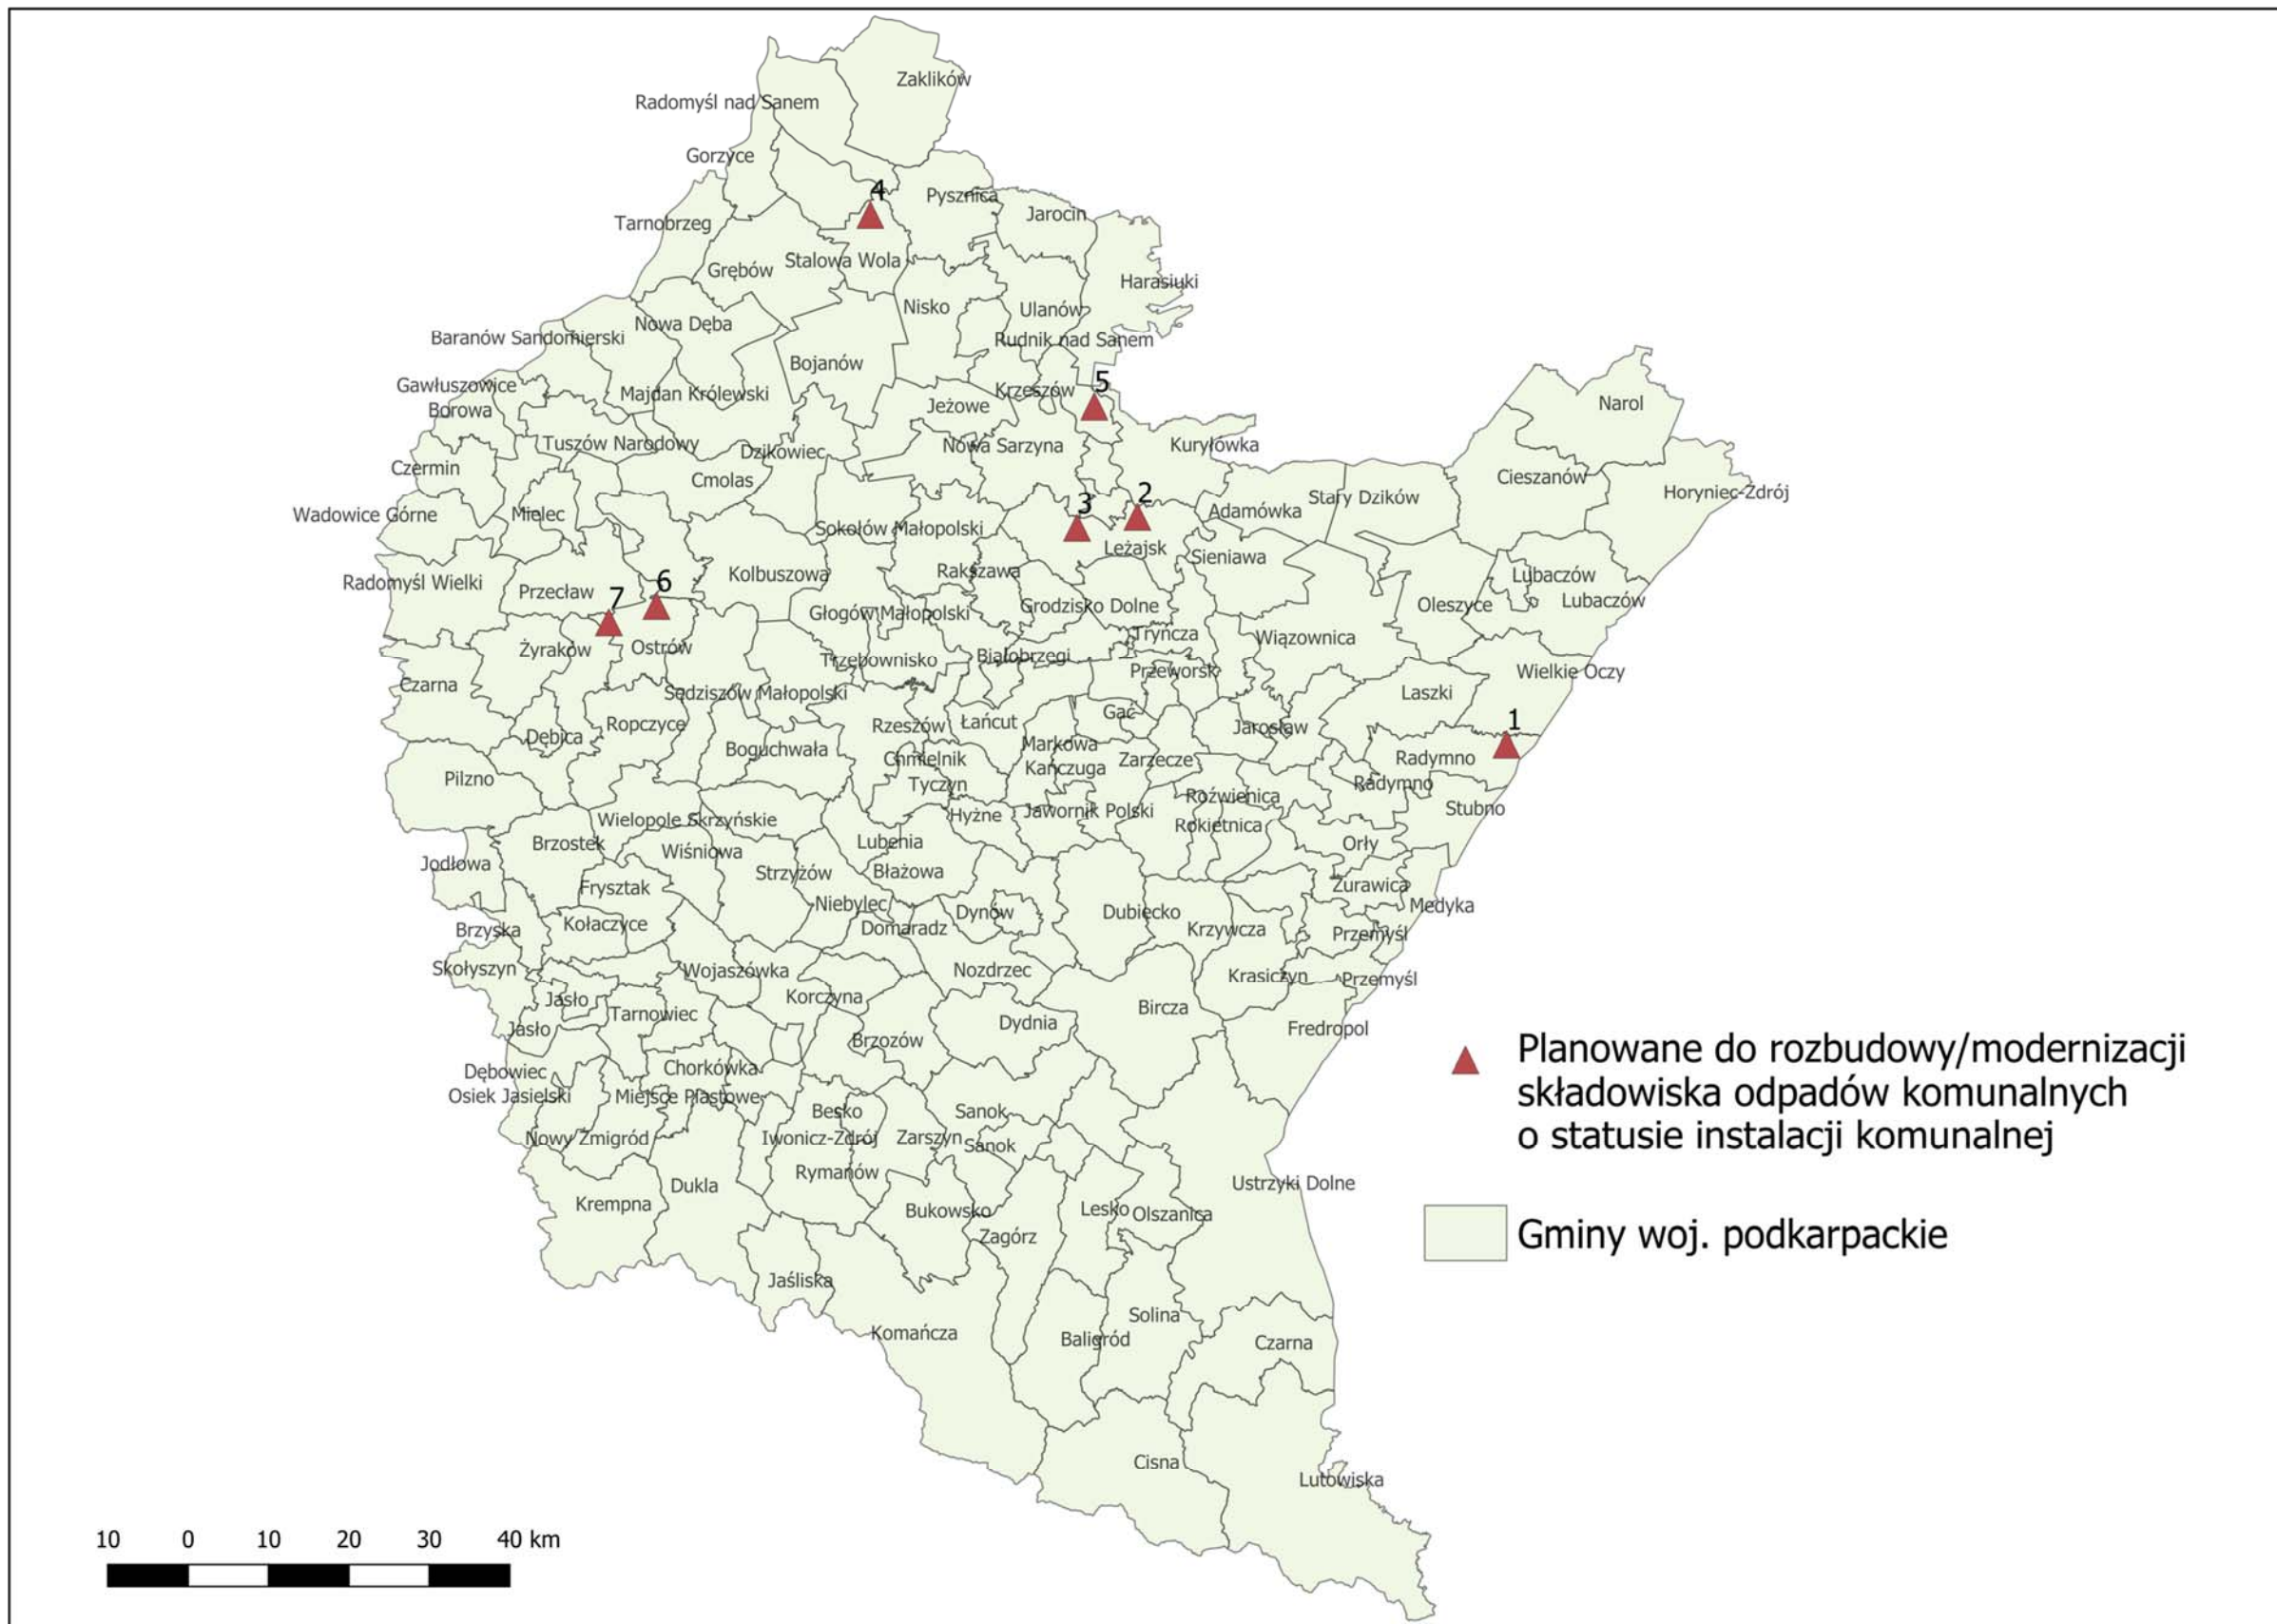 Zaklików
Radomyśl nad Sanem
Gorzyce
4
Pysznica
Jarocin
Tarnobrzeg
Stalowa Wola
Grębów
Harasiuki
Nisko
Ulanów
Nowa Dęba
Baranów Sandomierski
Rudnik nad Sanem
Bojanów
Gawłuszowice
Majdan Królewski
Krzeszów
5
Narol
Borowa
Jeżowe
Tuszów Narodowy
Dzikowiec
Nowa Sarzyna
Kuryłówka
Czermin
Cmolas
Cieszanów
Horyniec-Zdrój
Stary Dzików
Wadowice Górne
Mielec
Sokołów Małopolski
3
2
Adamówka
Leżajsk
Sieniawa
Radomyśl Wielki
Przecław
7
6
Kolbuszowa
Rakszawa
Lubaczów
Lubaczów
Głogów Małopolski
Grodzisko Dolne
Oleszyce
Żyraków
Ostrów
Tryńcza
Wiązownica
Trzebownisko
Białobrzegi
Przeworsk
Wielkie Oczy
Czarna
Sędziszów Małopolski
Laszki
Ropczyce
Rzeszów
Łańcut
Gać
Jarosław
1
Dębica
Boguchwała
Markowa
Chmielnik
Kańczuga
Zarzecze
Radymno
Pilzno
Tyczyn
Radymno
Roźwienica
Stubno
Wielopole Skrzyńskie
Hyżne
Jawornik Polski
Rokietnica
Brzostek
Wiśniowa
Lubenia
Orły
Jodłowa
Strzyżów
Błażowa
Frysztak
Żurawica
Niebylec
Dynów
Dubiecko
Medyka
Brzyska
Kołaczyce
Domaradz
Krzywcza
Przemyśl
Skołyszyn
Wojaszówka
Nozdrzec
Krasiczyn
Przemyśl
Jasło
Korczyna
Tarnowiec
Bircza
Jasło
Dydnia
Fredropol
Brzozów
Dębowiec
Chorkówka
Osiek Jasielski
Miejsce Piastowe
Besko
Sanok
Nowy Żmigród
Iwonicz-Zdrój
Zarszyn
Sanok
Rymanów
Dukla
Ustrzyki Dolne
Krempna
Bukowsko
Lesko
Olszanica
Zagórz
Jaśliska
Solina
Komańcza
Baligród
Czarna
Cisna
Lutowiska
Planowane do rozbudowy/modernizacji
składowiska odpadów komunalnych
o statusie instalacji komunalnej
Gminy woj. podkarpackie
10 0 10 20 30 40 km